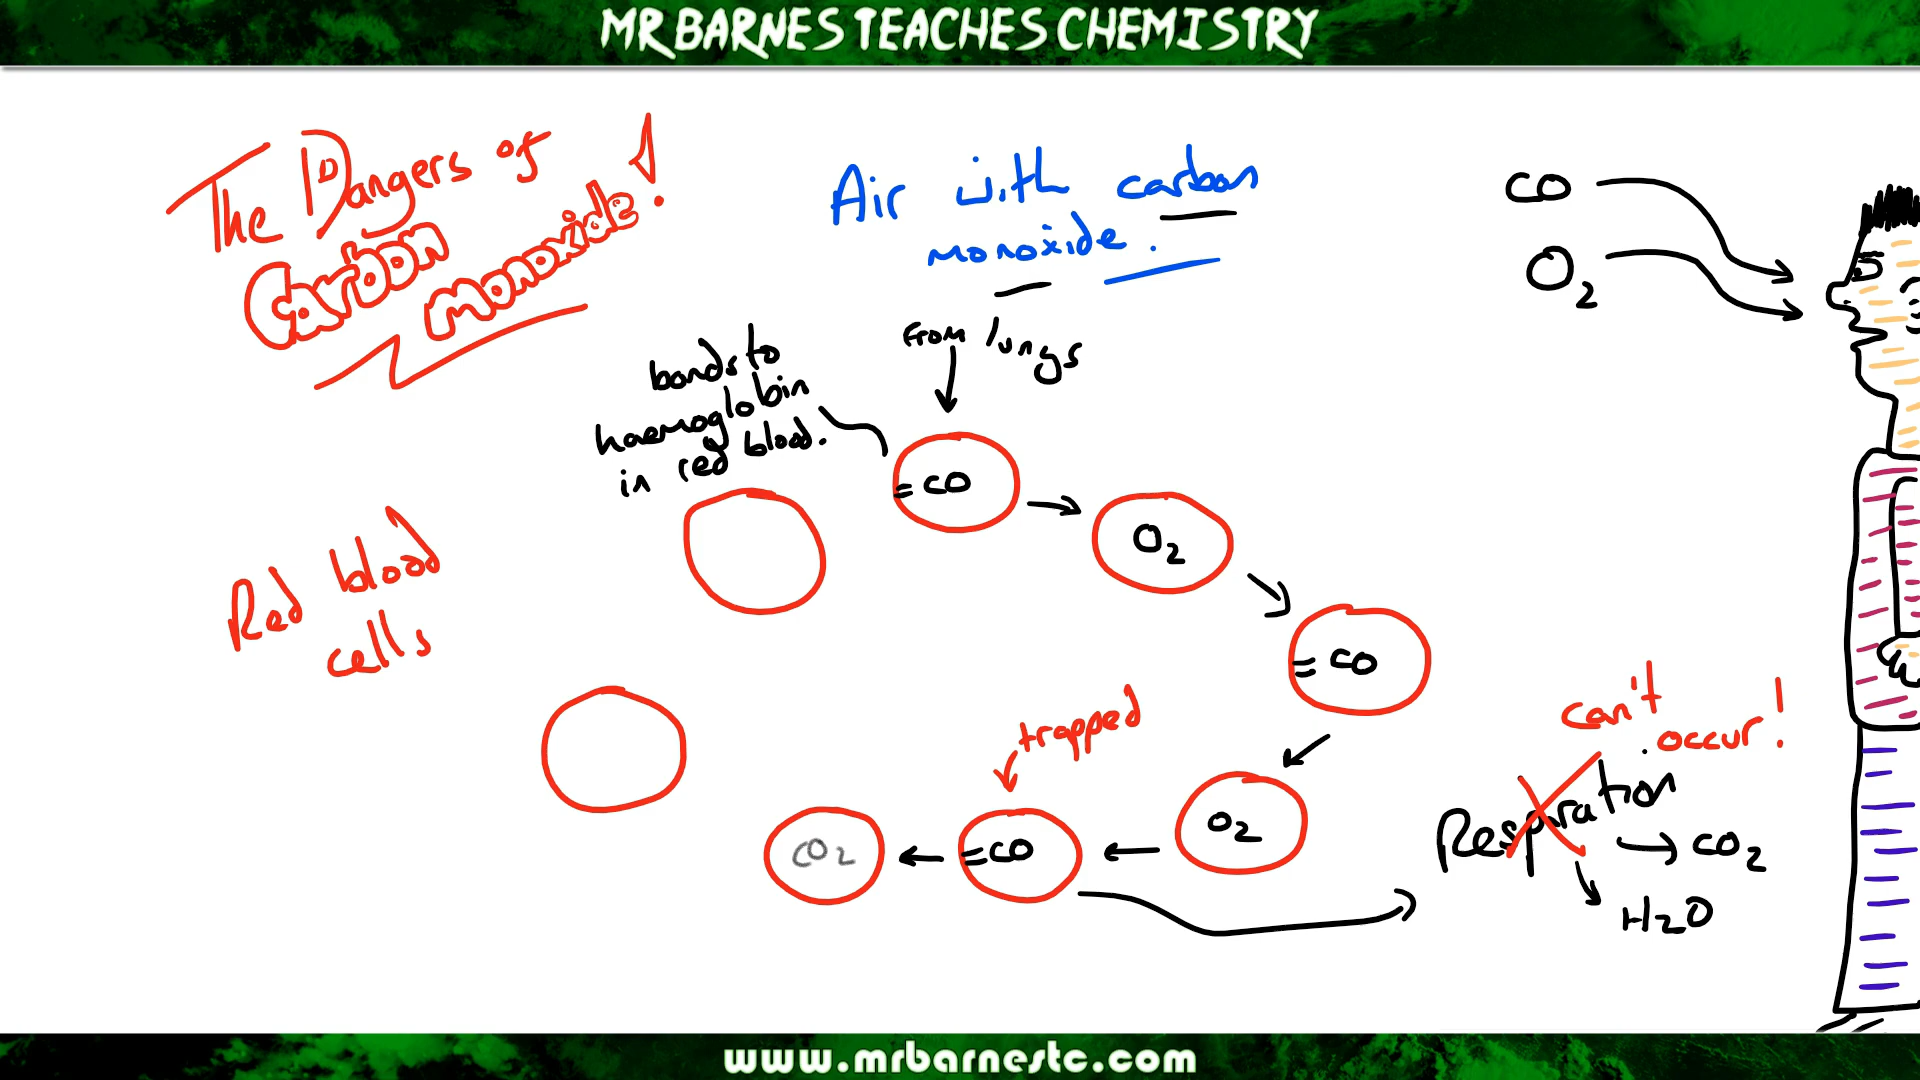 MR BARNES TEACHES CHEMISTRY
The Dangers of
Carbon
Monoxide!
Air with carbon
monoxide.
CO
O2
from lungs
bonds to
haemoglobin
in red blood.
=CO
O2
=CO
Red blood
cells
trapped
can't
occur!
O2
=CO
CO2
Respiration
→ CO2
H2O
www.mrbarnestc.com